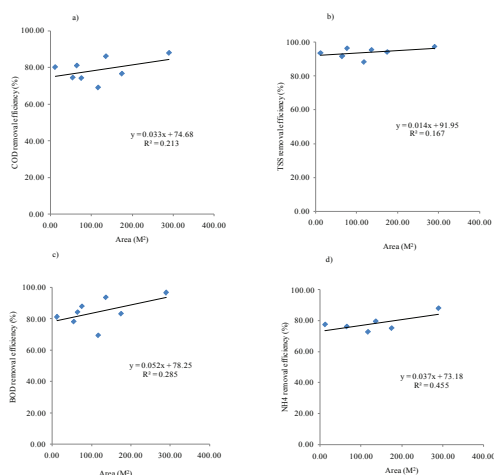 a)
100.00
80.00
60.00
40.00
20.00
0.00
COD removal efficiency (%)
y = 0.033x + 74.68
R² = 0.213
0.00 100.00 200.00 300.00 400.00
Area (M²)
b)
100.00
80.00
60.00
40.00
20.00
0.00
TSS removal efficiency (%)
y = 0.014x + 91.95
R² = 0.167
0.00 100.00 200.00 300.00 400.00
Area (M²)
c)
100.00
80.00
60.00
40.00
20.00
0.00
BOD removal efficiency (%)
y = 0.052x + 78.25
R² = 0.285
0.00 100.00 200.00 300.00 400.00
Area (M²)
d)
100.00
80.00
60.00
40.00
20.00
0.00
NH4 removal efficiency (%)
y = 0.037x + 73.18
R² = 0.455
0.00 100.00 200.00 300.00 400.00
Area (M²)